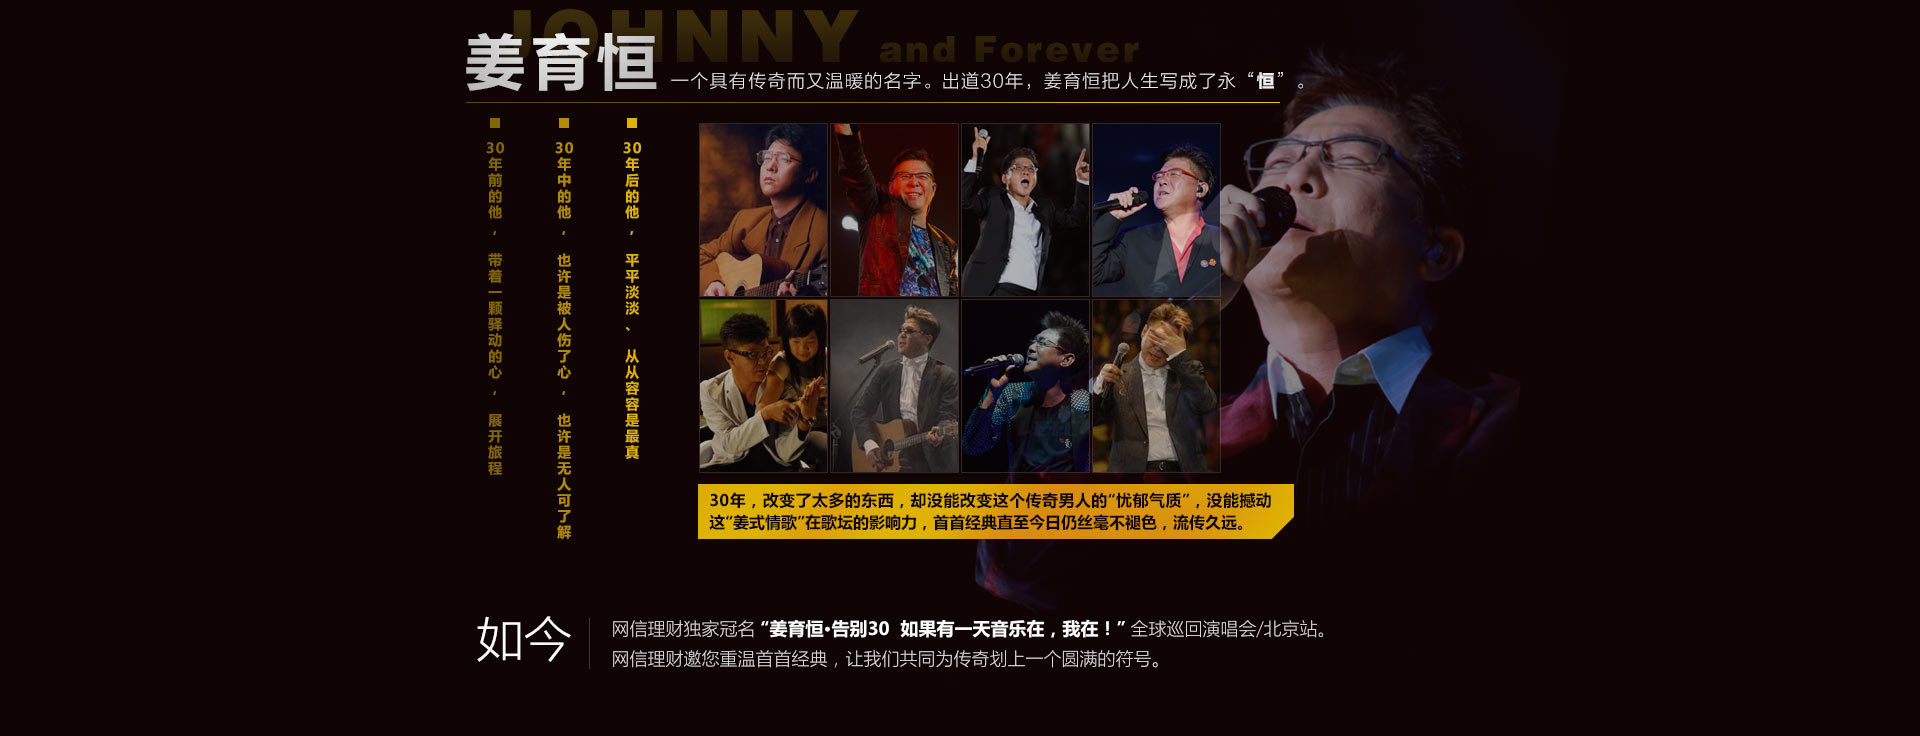 JOHNNY and Forever
姜育恒
一个具有传奇而又温暖的名字。出道30年，姜育恒把人生写成了永“恒”。
30年前的他，带着一颗驿动的心，展开旅程
30年中的他，也许是被人伤了心，也许是无人可了解
30年后的他，平平淡淡、从从容容是最真
30年，改变了太多的东西，却没能改变这个传奇男人的“忧郁气质”，没能撼动
这“姜式情歌”在歌坛的影响力，首首经典直至今日仍丝毫不褪色，流传久远。
如今
网信理财独家冠名“姜育恒•告别30 如果有一天音乐在，我在！”全球巡回演唱会/北京站。
网信理财邀您重温首首经典，让我们共同为传奇划上一个圆满的符号。